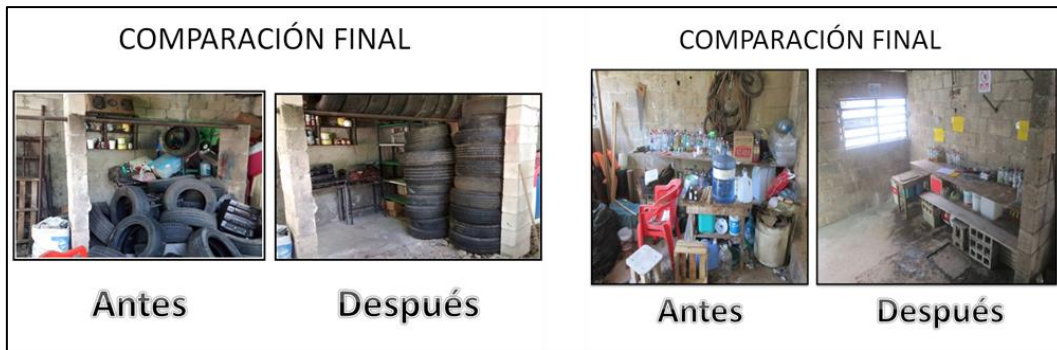 COMPARACIÓN FINAL
Antes
Después
COMPARACIÓN FINAL
Antes
Después